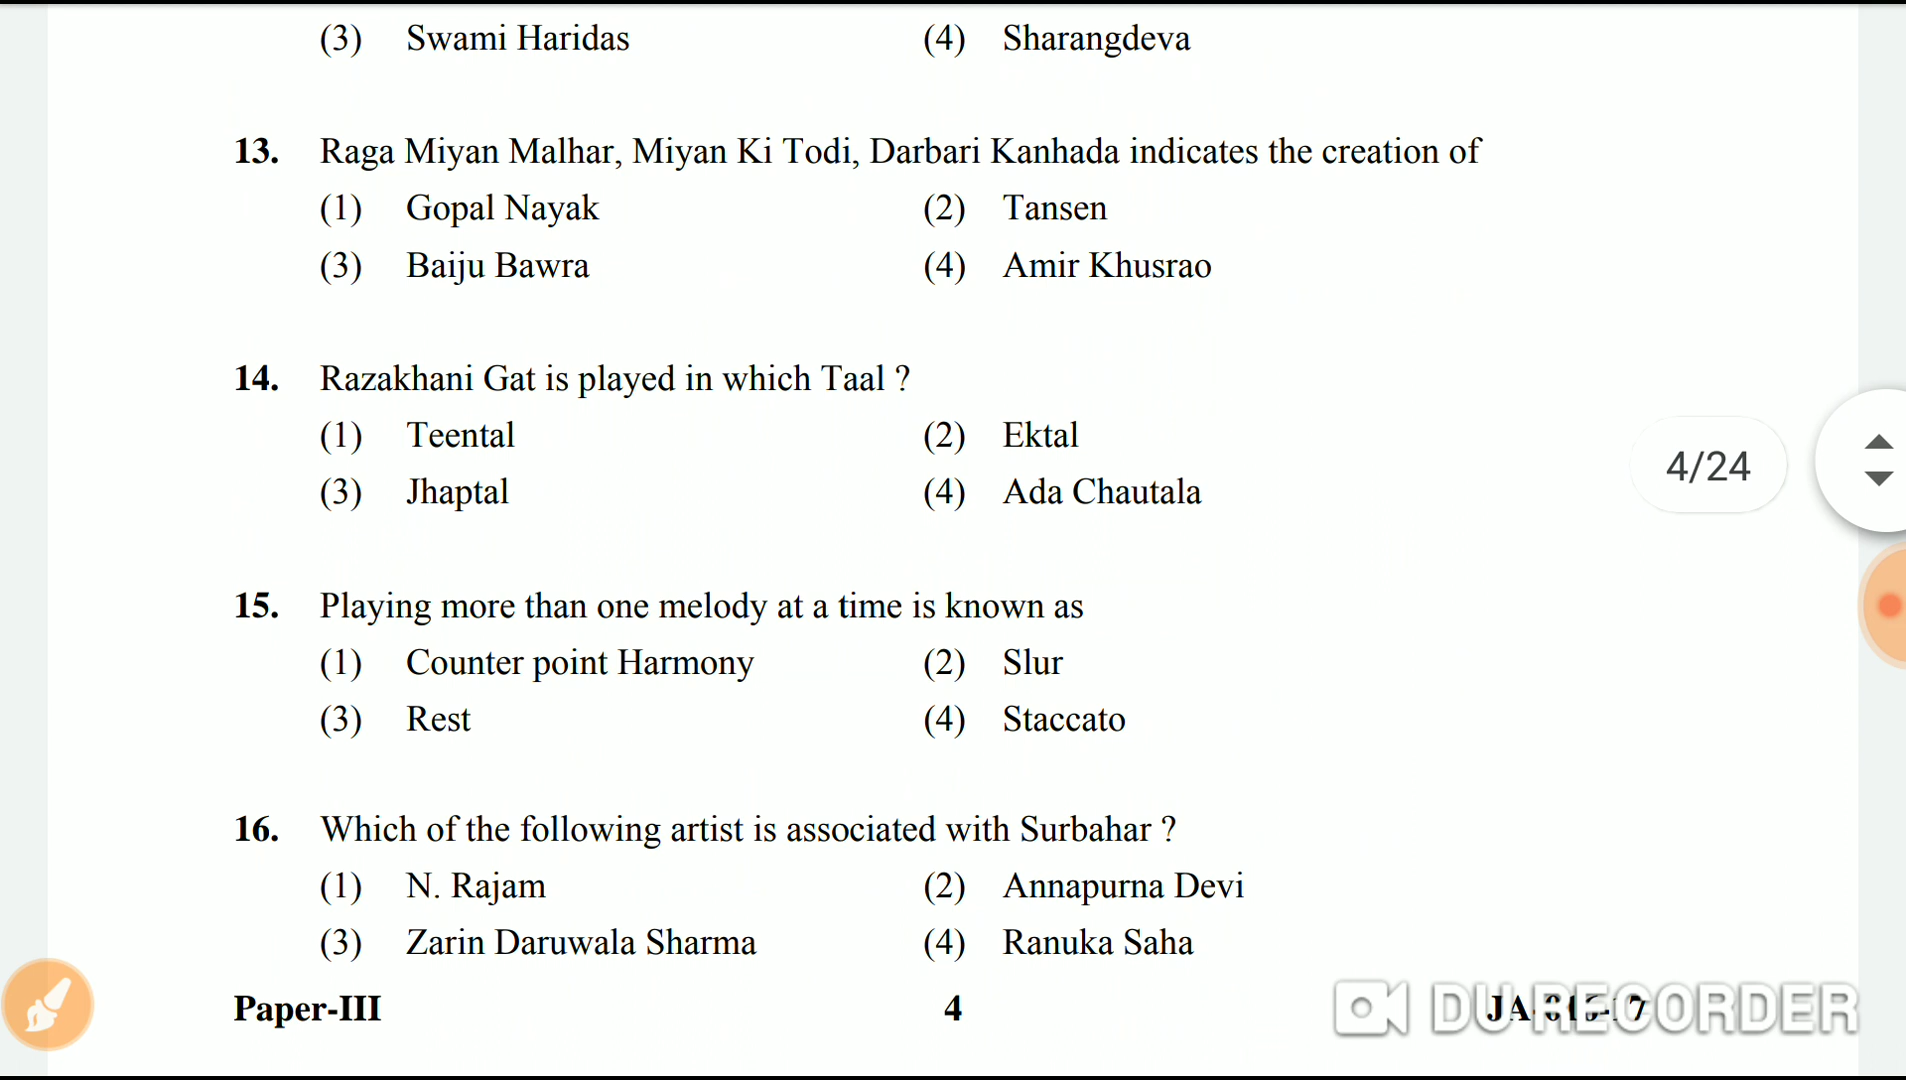 (3) Swami Haridas (4) Sharangdeva
13. Raga Miyan Malhar, Miyan Ki Todi, Darbari Kanhada indicates the creation of
(1) Gopal Nayak (2) Tansen
(3) Baiju Bawra (4) Amir Khusrao
14. Razakhani Gat is played in which Taal ?
(1) Teental (2) Ektal
(3) Jhaptal (4) Ada Chautala
4/24
15. Playing more than one melody at a time is known as
(1) Counter point Harmony (2) Slur
(3) Rest (4) Staccato
16. Which of the following artist is associated with Surbahar ?
(1) N. Rajam (2) Annapurna Devi
(3) Zarin Daruwala Sharma (4) Ranuka Saha
Paper-III 4
DU RECORDER